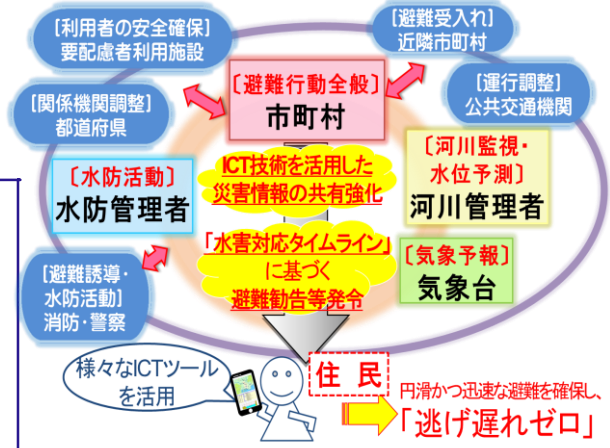 ［利用者の安全確保］
要配慮者利用施設
［避難受入れ］
近隣市町村
［関係機関調整］
都道府県
［避難行動全般］
市町村
［運行調整］
公共交通機関
［水防活動］
水防管理者
ICT技術を活用した
災害情報の共有強化
［河川監視・
水位予測］
河川管理者
「水害対応タイムライン」
に基づく
避難勧告等発令
［気象予報］
気象台
［避難誘導・
水防活動］
消防・警察
様々なICTツール
を活用
住 民
円滑かつ迅速な避難を確保し、
「逃げ遅れゼロ」